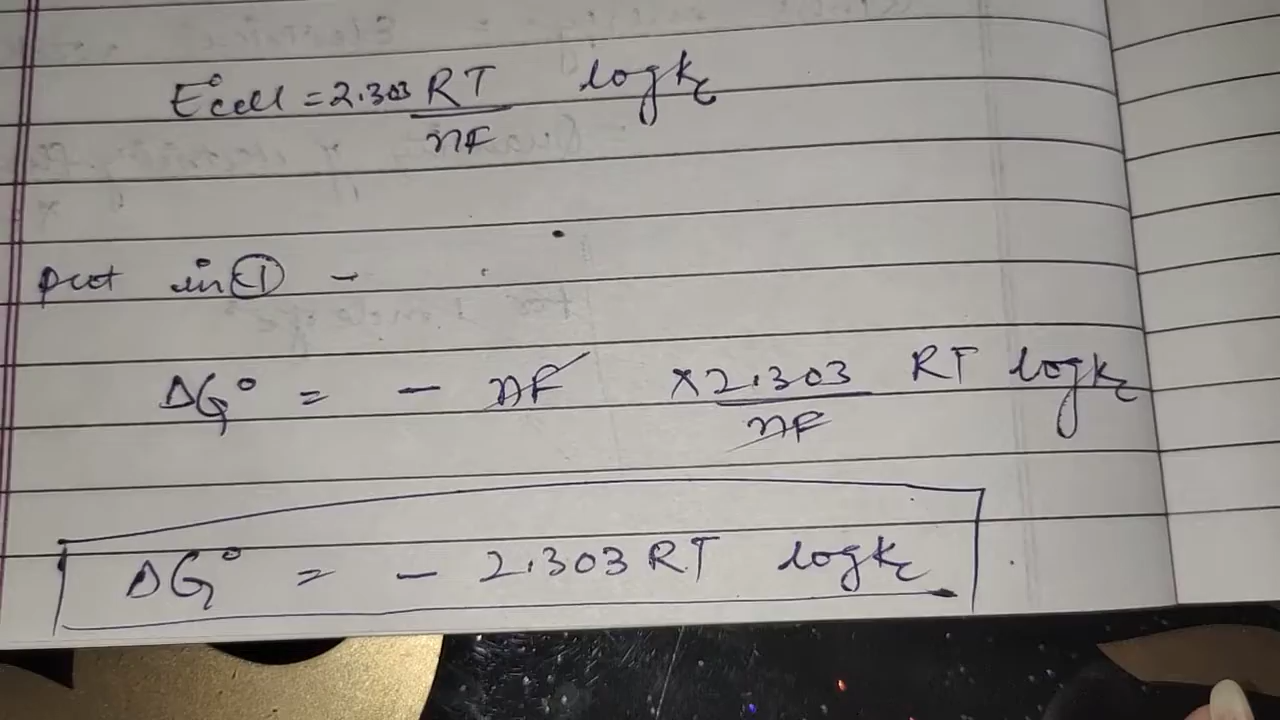 E°cell = 2.303 RT/nF log Kc
put in ① -
ΔG° = - nF × 2.303/nF RT log Kc
ΔG° = - 2.303 RT log Kc